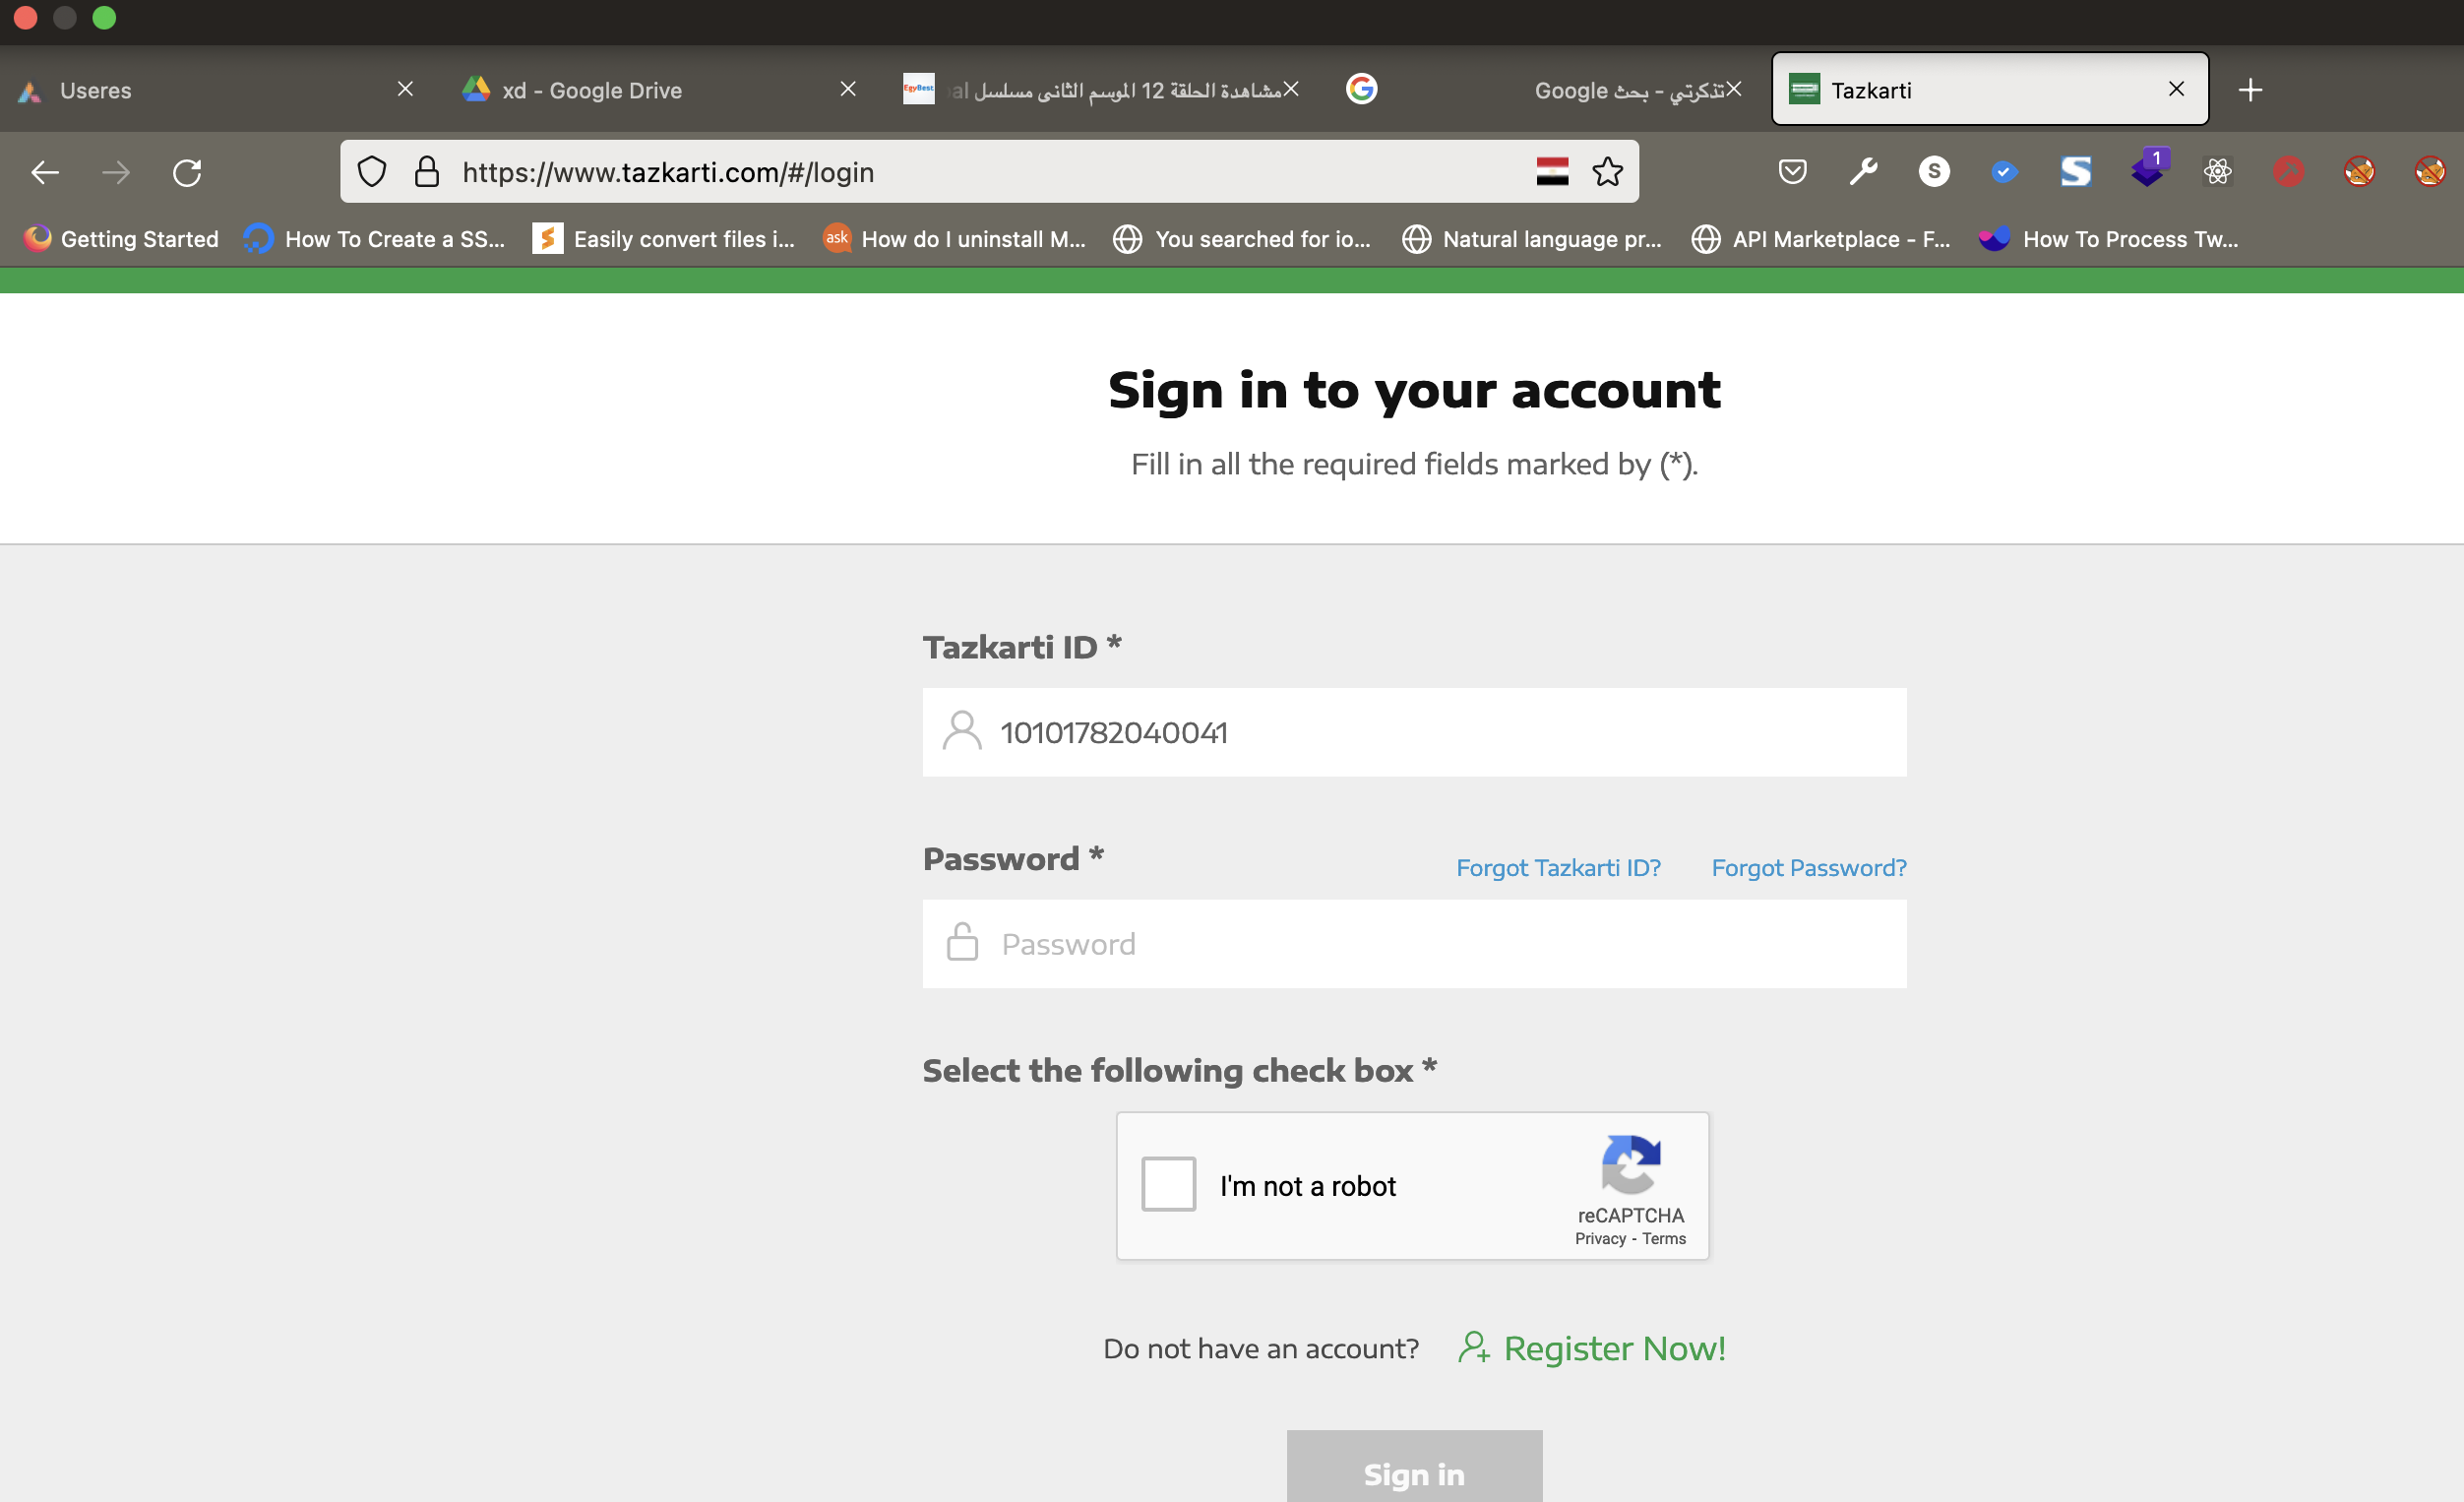 Useres
xd - Google Drive
مشاهدة الحلقة 12 الموسم الثانى مسلسل
تذكرتي - بحث Google
Tazkarti
https://www.tazkarti.com/#/login
1
Getting Started
How To Create a SS...
Easily convert files i...
ask
How do I uninstall M...
You searched for io...
Natural language pr...
API Marketplace - F...
How To Process Tw...
Sign in to your account
Fill in all the required fields marked by (*).
Tazkarti ID *
10101782040041
Password *
Forgot Tazkarti ID?
Forgot Password?
Password
Select the following check box *
I'm not a robot
reCAPTCHA
Privacy - Terms
Do not have an account?
Register Now!
Sign in